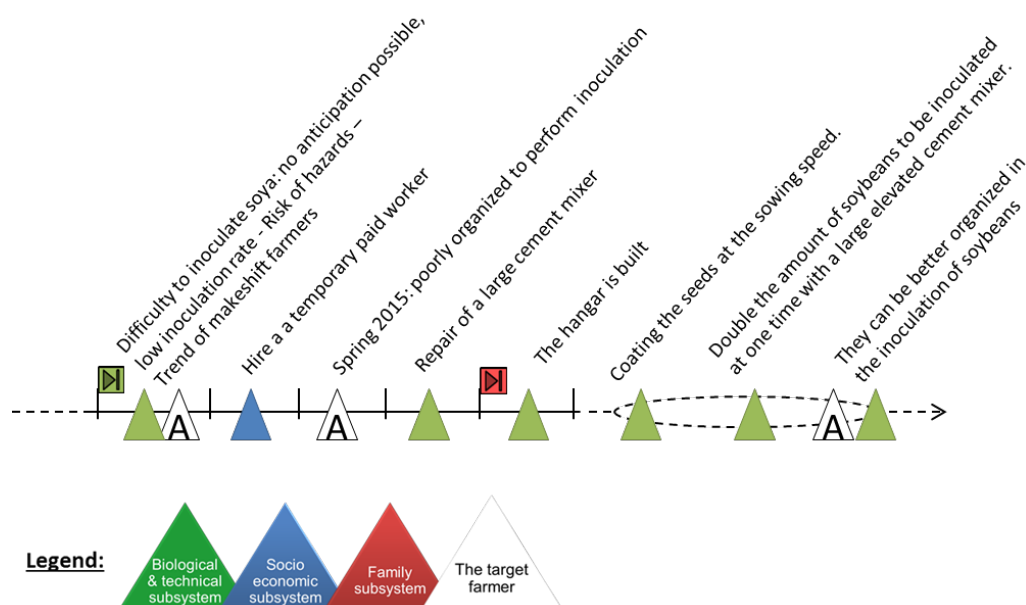 Difficulty to inoculate soya: no anticipation possible,
low inoculation rate - Risk of hazards –
Trend of makeshift farmers
Hire a a temporary paid worker
Spring 2015: poorly organized to perform inoculation
Repair of a large cement mixer
The hangar is built
Coating the seeds at the sowing speed.
Double the amount of soybeans to be inoculated
at one time with a large elevated cement mixer.
They can be better organized in
the inoculation of soybeans
A
A
A
Legend:
Biological
& technical
subsystem
Socio
economic
subsystem
Family
subsystem
The target
farmer